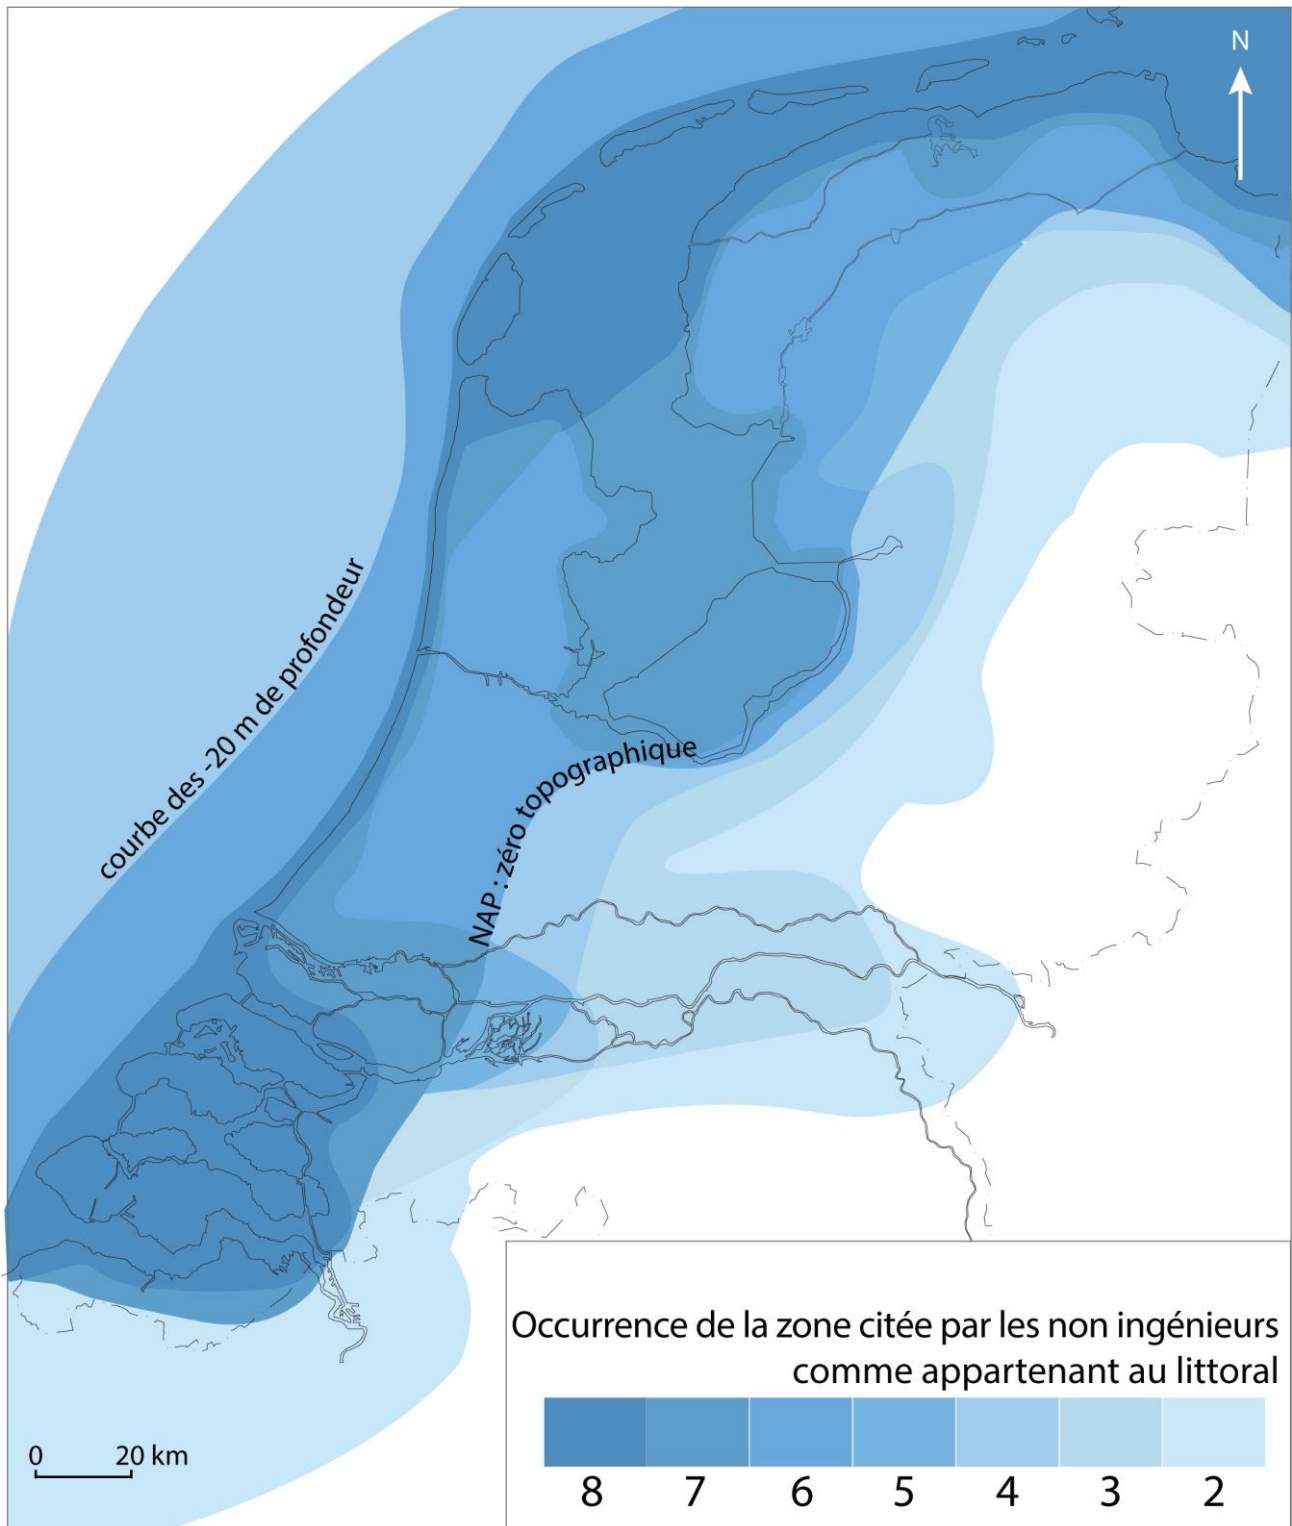 N
courbe des -20 m de profondeur
NAP : zéro topographique
Occurrence de la zone citée par les non ingénieurs
comme appartenant au littoral
0 20 km
8 7 6 5 4 3 2